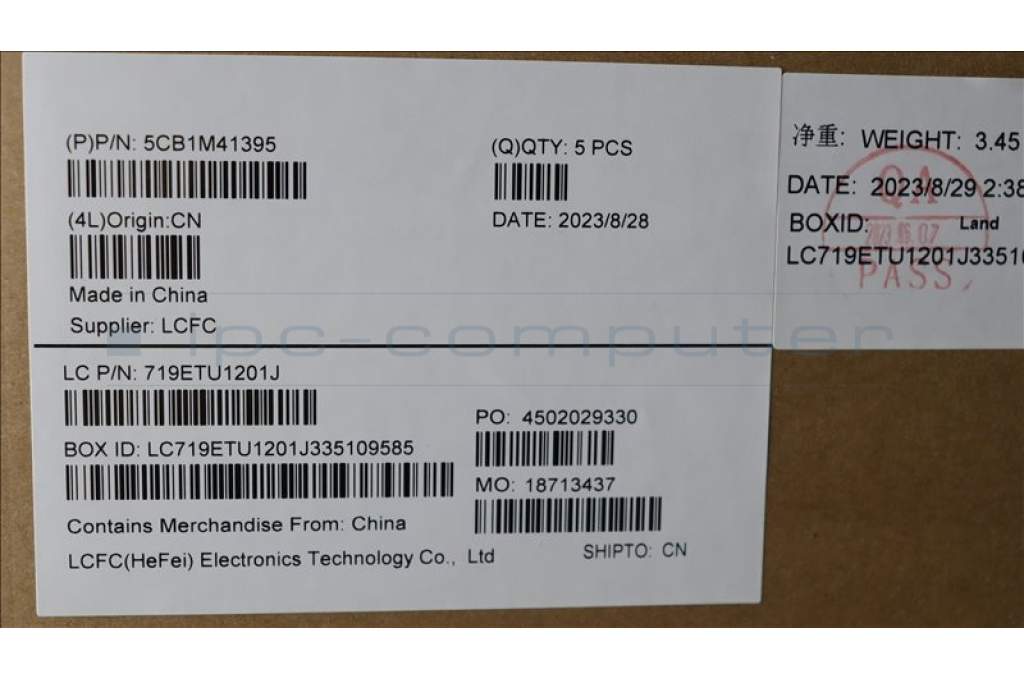 (P)P/N: 5CB1M41395
(Q)QTY: 5 PCS
(4L)Origin:CN
DATE: 2023/8/28
Made in China
Supplier: LCFC
LC P/N: 719ETU1201J
PO: 4502029330
BOX ID: LC719ETU1201J335109585
MO: 18713437
Contains Merchandise From: China
LCFC(HeFei) Electronics Technology Co., Ltd
SHIPTO: CN
净重: WEIGHT: 3.45
DATE: 2023/8/29 2:38
BOXID: Land
LC719ETU1201J3351
QA
PASS
ipc-computer